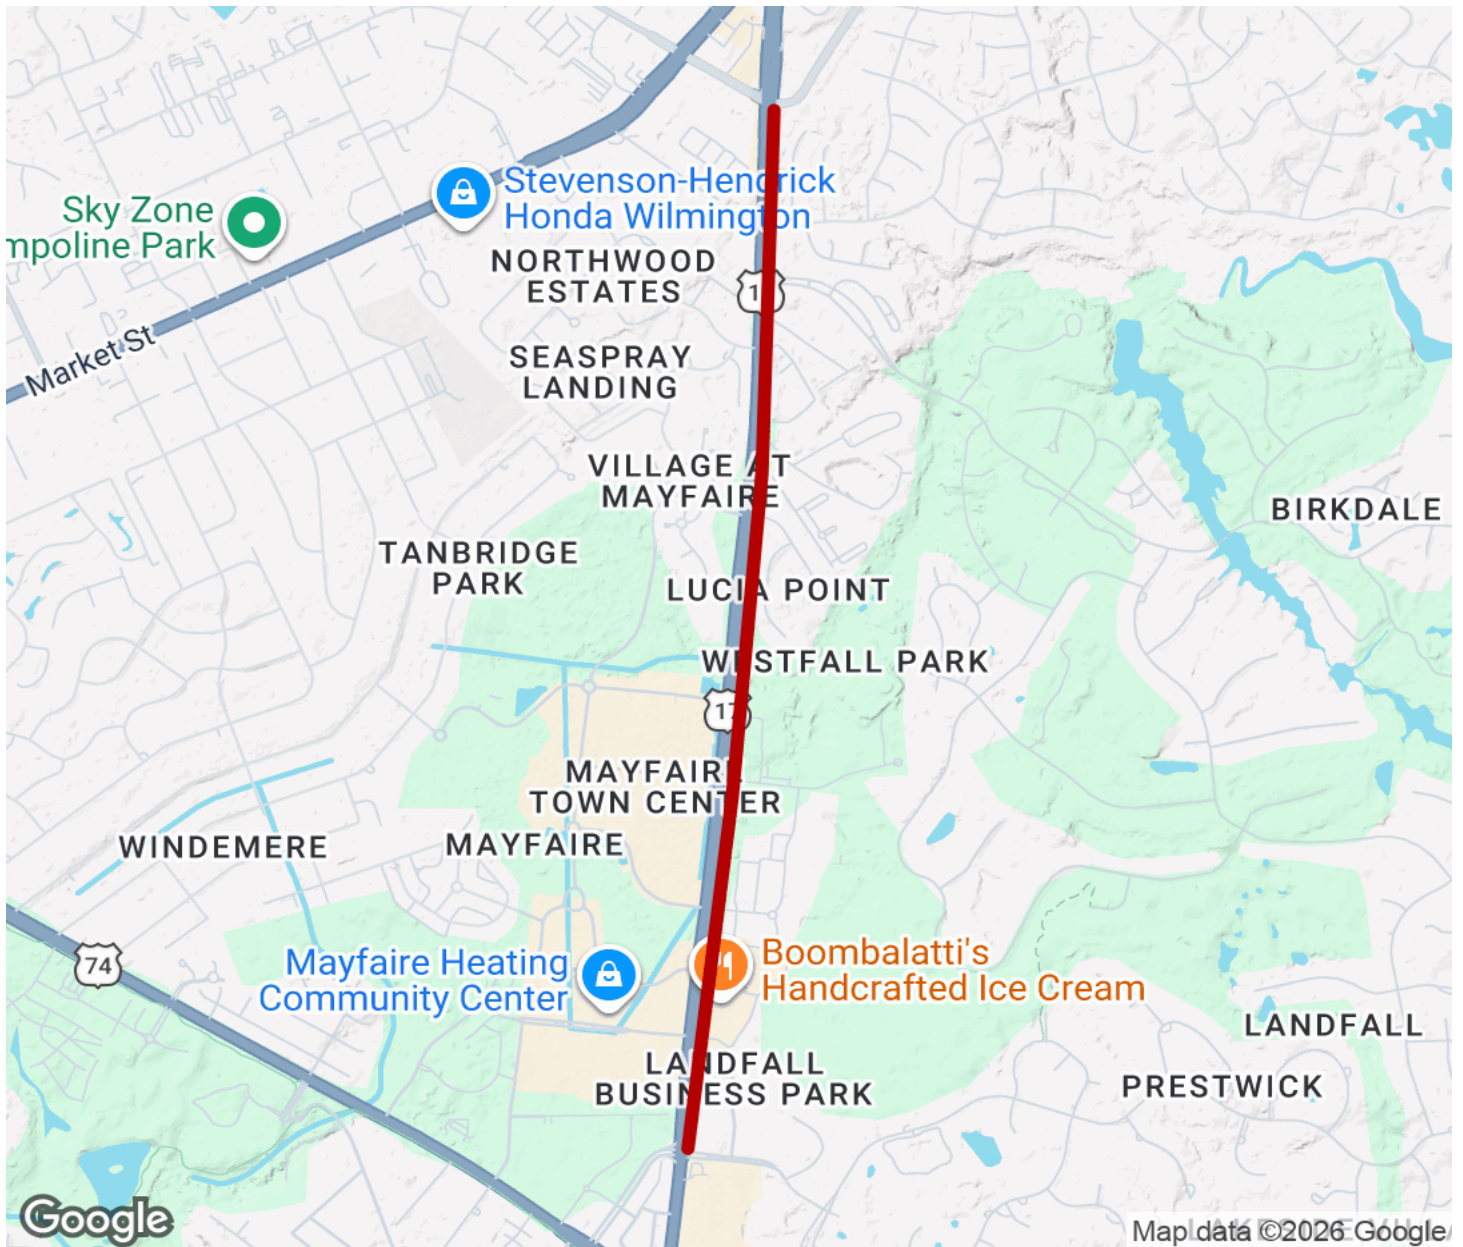 Stevenson-Hendrick
Honda Wilmington
Sky Zone
mpoline Park
NORTHWOOD
ESTATES
Market St
SEASPRAY
LANDING
VILLAGE AT
MAYFAIRE
BIRKDALE
TANBRIDGE
PARK
LUCIA POINT
WESTFALL PARK
17
MAYFAIRE
TOWN CENTER
WINDEMERE
MAYFAIRE
74
Mayfaire Heating
Community Center
Boombalatti's
Handcrafted Ice Cream
LANDFALL
LANDFALL
BUSINESS PARK
PRESTWICK
Google
Map data ©2026 Google